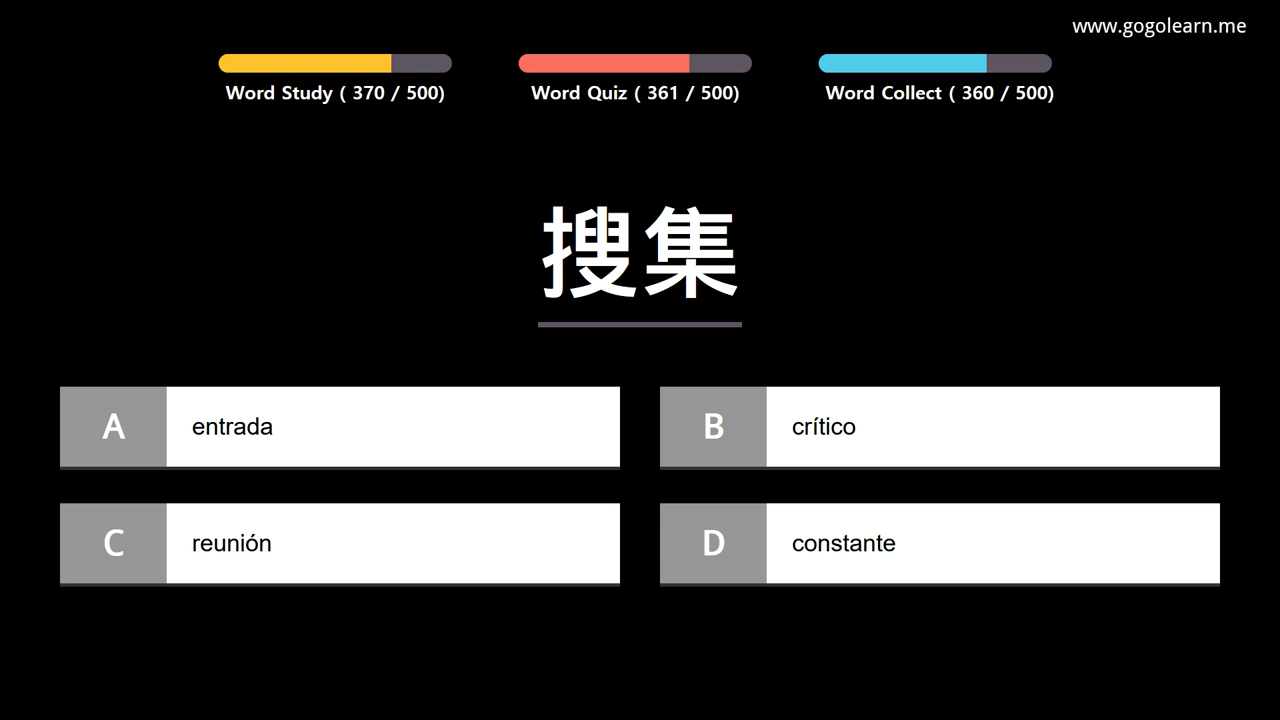 www.gogolearn.me
Word Study ( 370 / 500)
Word Quiz ( 361 / 500)
Word Collect ( 360 / 500)
搜集
A entrada
B crítico
C reunión
D constante